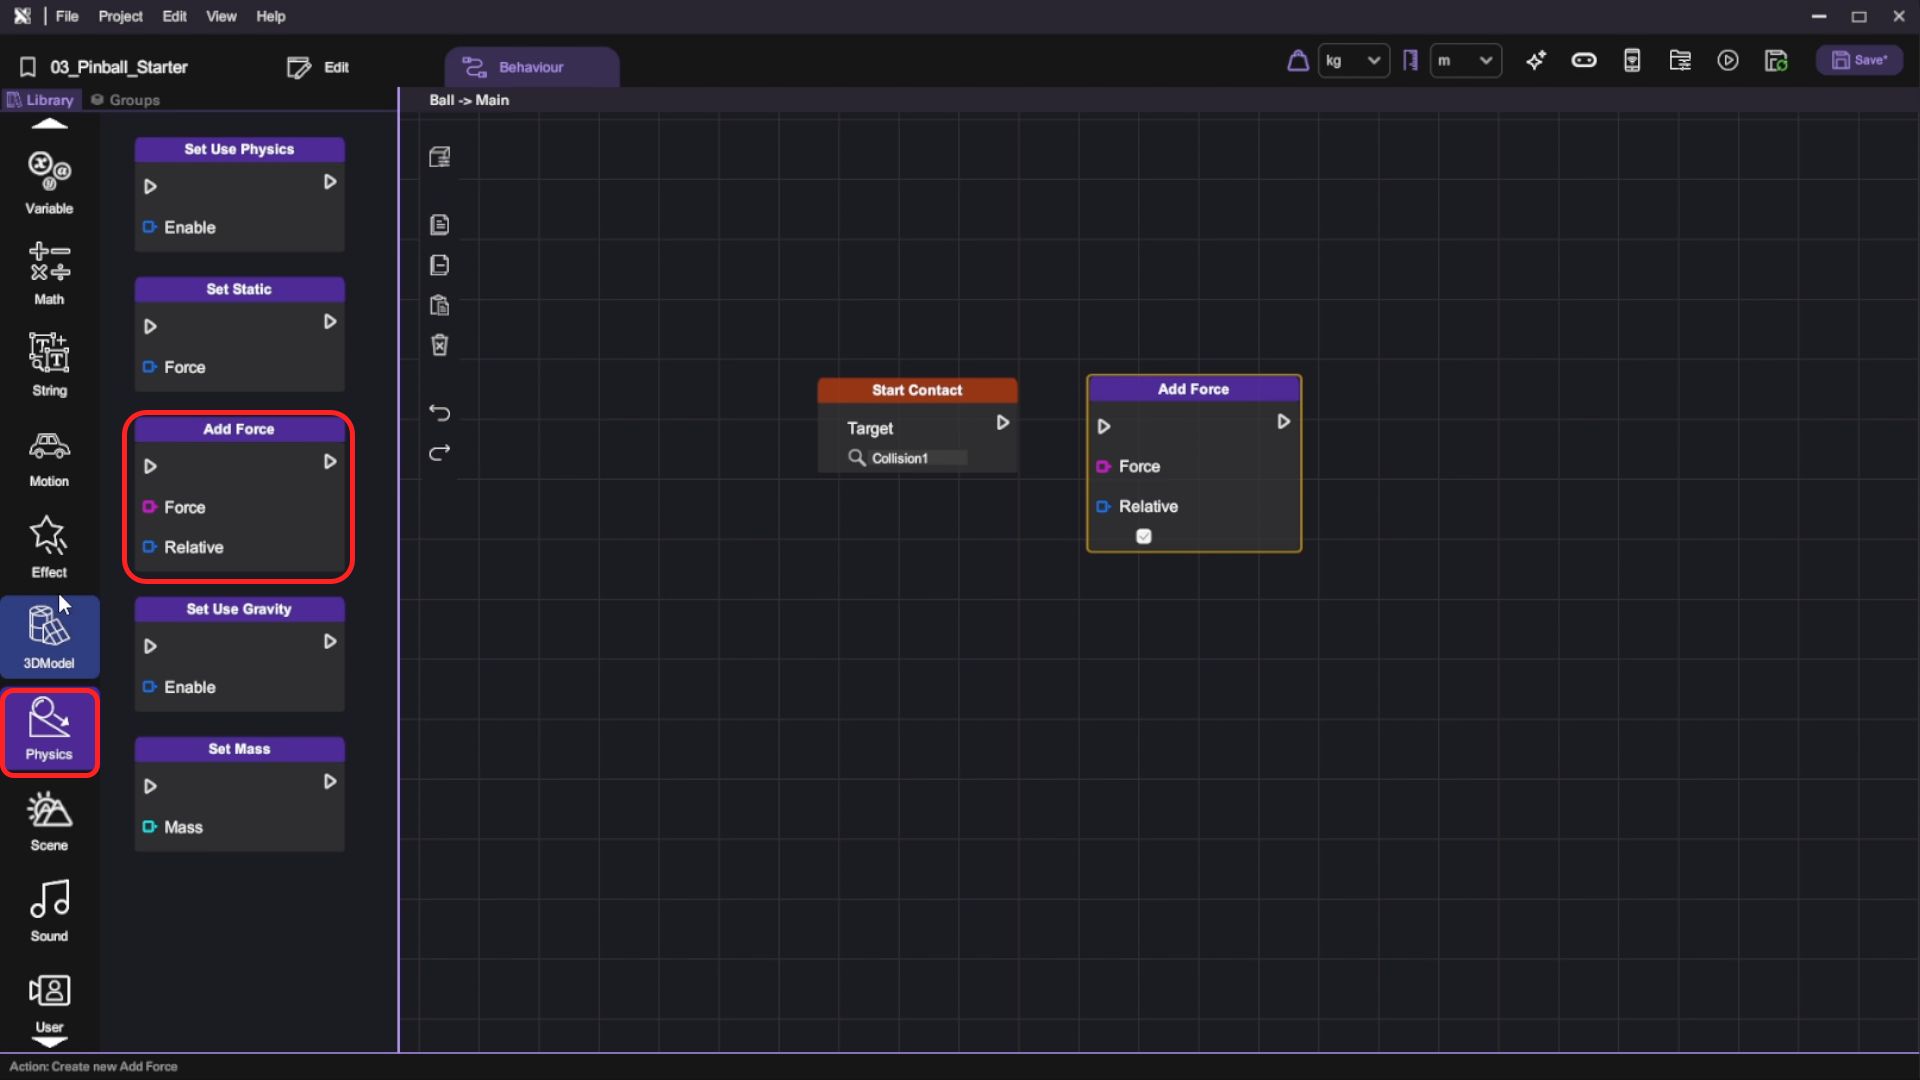 File Project Edit View Help
03_Pinball_Starter
Edit
Behaviour
kg
m
Save*
Library
Groups
Ball -> Main
Variable
Math
String
Motion
Effect
3DModel
Physics
Scene
Sound
User
Set Use Physics
Enable
Set Static
Force
Add Force
Force
Relative
Set Use Gravity
Enable
Set Mass
Mass
Start Contact
Target
Collision1
Add Force
Force
Relative
Action: Create new Add Force